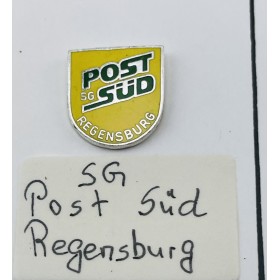 POST
SG SÜD
REGENSBURG
SG
Post Süd
Regensburg